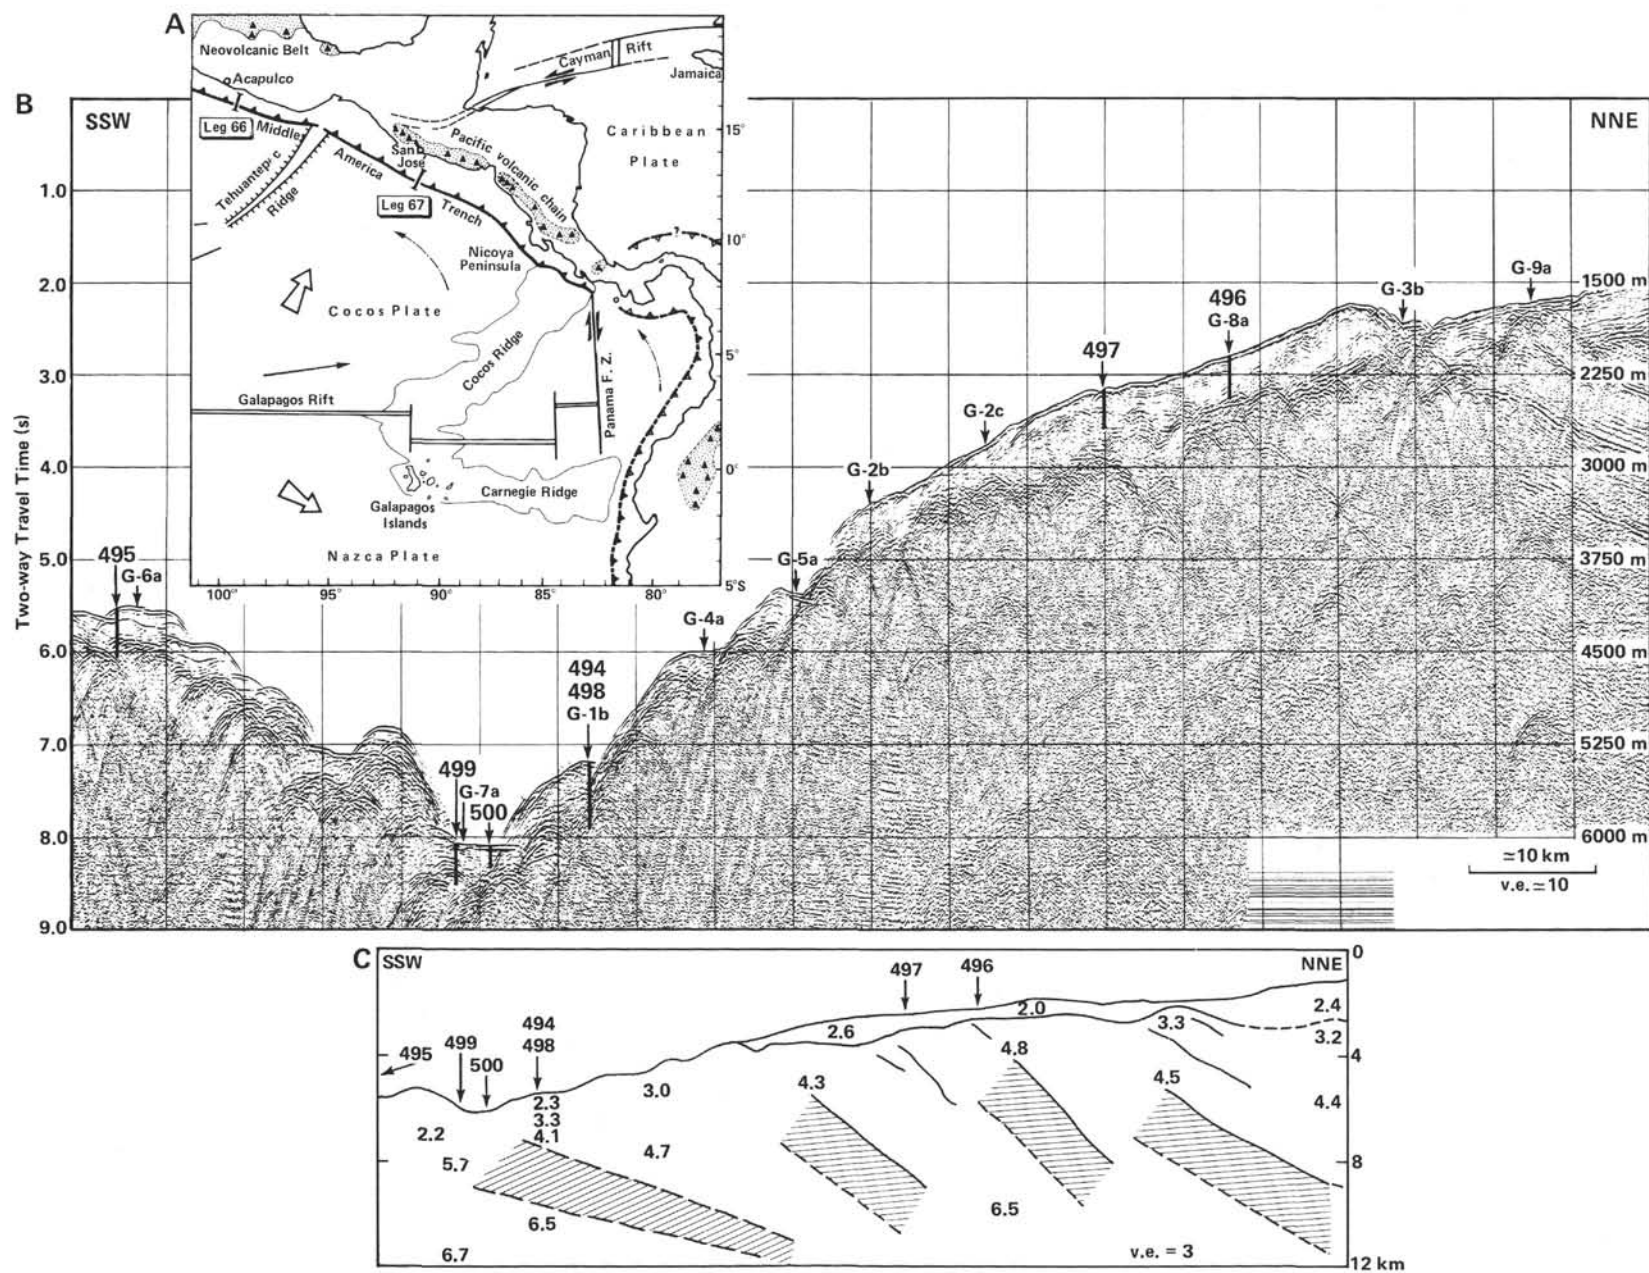 A
Neovolcanic Belt
Acapulco
Cayman
Rift
Jamaica
Leg 66
Middle
America
Trench
Tehuantepec
Ridge
San
José
Pacific volcanic chain
Caribbean
Plate
Leg 67
Nicoya
Peninsula
Cocos Plate
Cocos Ridge
Panama F. Z.
Galapagos Rift
Carnegie Ridge
Galapagos
Islands
Nazca Plate
?
15°
10°
5°
0°
5°S
100°
95°
90°
85°
80°
B
SSW
NNE
Two-way Travel Time (s)
1.0
2.0
3.0
4.0
5.0
6.0
7.0
8.0
9.0
1500 m
2250 m
3000 m
3750 m
4500 m
5250 m
6000 m
495
G-6a
499
G-7a
500
494
498
G-1b
G-4a
G-5a
G-2b
G-2c
497
496
G-8a
G-3b
G-9a
≃10 km
v.e. ≃ 10
C
SSW
NNE
495
499
500
494
498
497
496
0
4
8
12 km
2.2
5.7
6.7
2.3
3.3
4.1
6.5
3.0
4.7
2.6
4.3
2.0
4.8
6.5
3.3
4.5
2.4
3.2
4.4
v.e. = 3